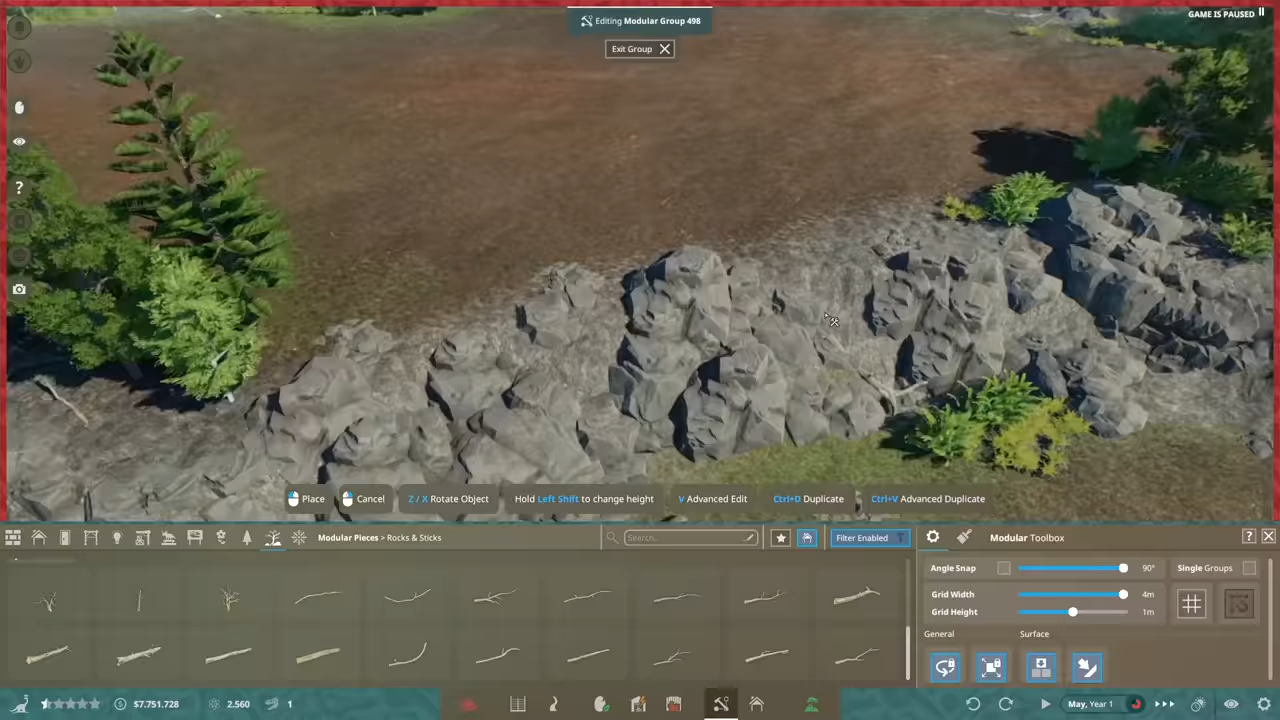 Editing Modular Group 498
GAME IS PAUSED
Exit Group
?
Place
Cancel
Z / X Rotate Object
Hold Left Shift to change height
V Advanced Edit
Ctrl+D Duplicate
Ctrl+V Advanced Duplicate
Modular Pieces > Rocks & Sticks
Search...
Filter Enabled
Modular Toolbox
?
Angle Snap
90°
Single Groups
Grid Width
4m
Grid Height
1m
General
Surface
$7.751.728
2.560
1
May, Year 1